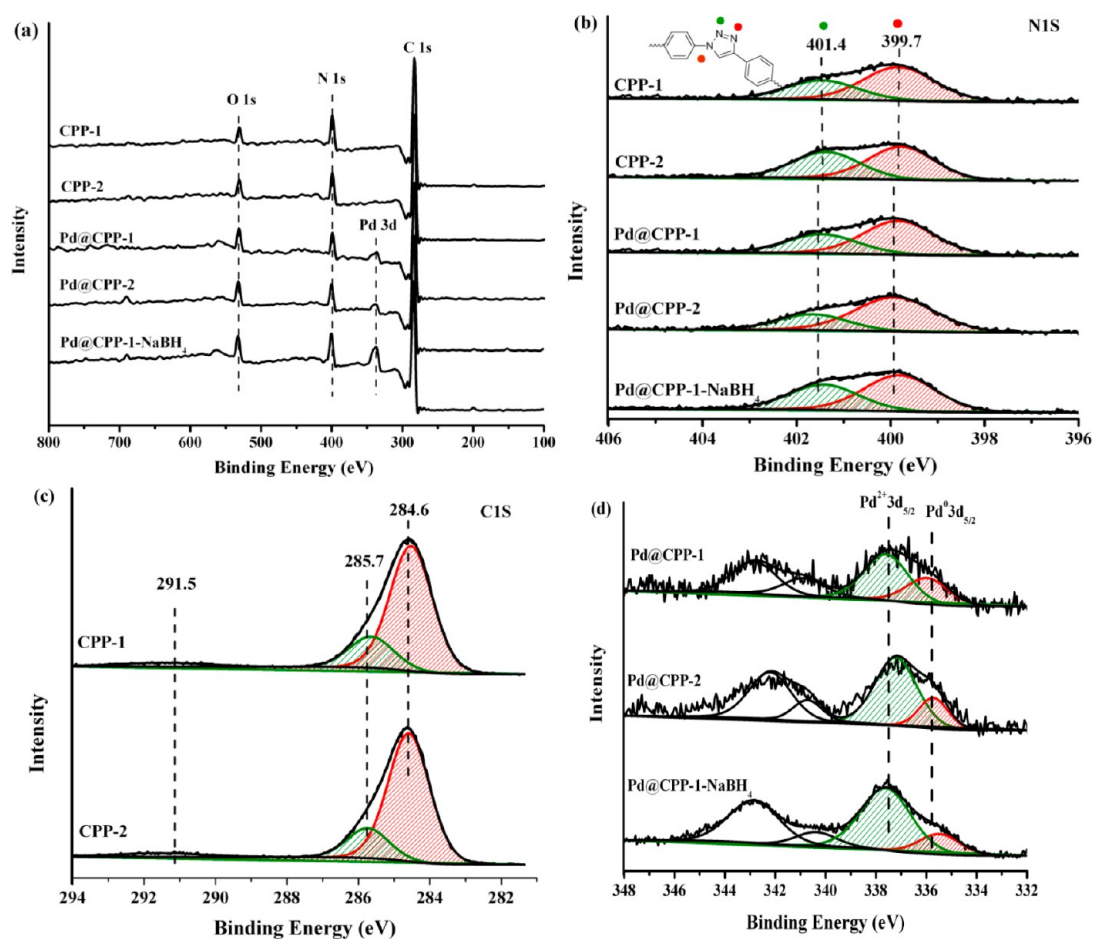 (a)
C 1s
N 1s
O 1s
CPP-1
CPP-2
Pd 3d
Pd@CPP-1
Pd@CPP-2
Pd@CPP-1-NaBH4
Intensity
800 700 600 500 400 300 200 100
Binding Energy (eV)
(b)
N1S
N N
N
401.4 399.7
CPP-1
CPP-2
Pd@CPP-1
Pd@CPP-2
Pd@CPP-1-NaBH4
Intensity
406 404 402 400 398 396
Binding Energy (eV)
(c)
284.6
C1S
285.7
291.5
CPP-1
CPP-2
Intensity
294 292 290 288 286 284 282
Binding Energy (eV)
(d)
Pd2+3d5/2 Pd03d5/2
Pd@CPP-1
Pd@CPP-2
Pd@CPP-1-NaBH4
Intensity
348 346 344 342 340 338 336 334 332
Binding Energy (eV)